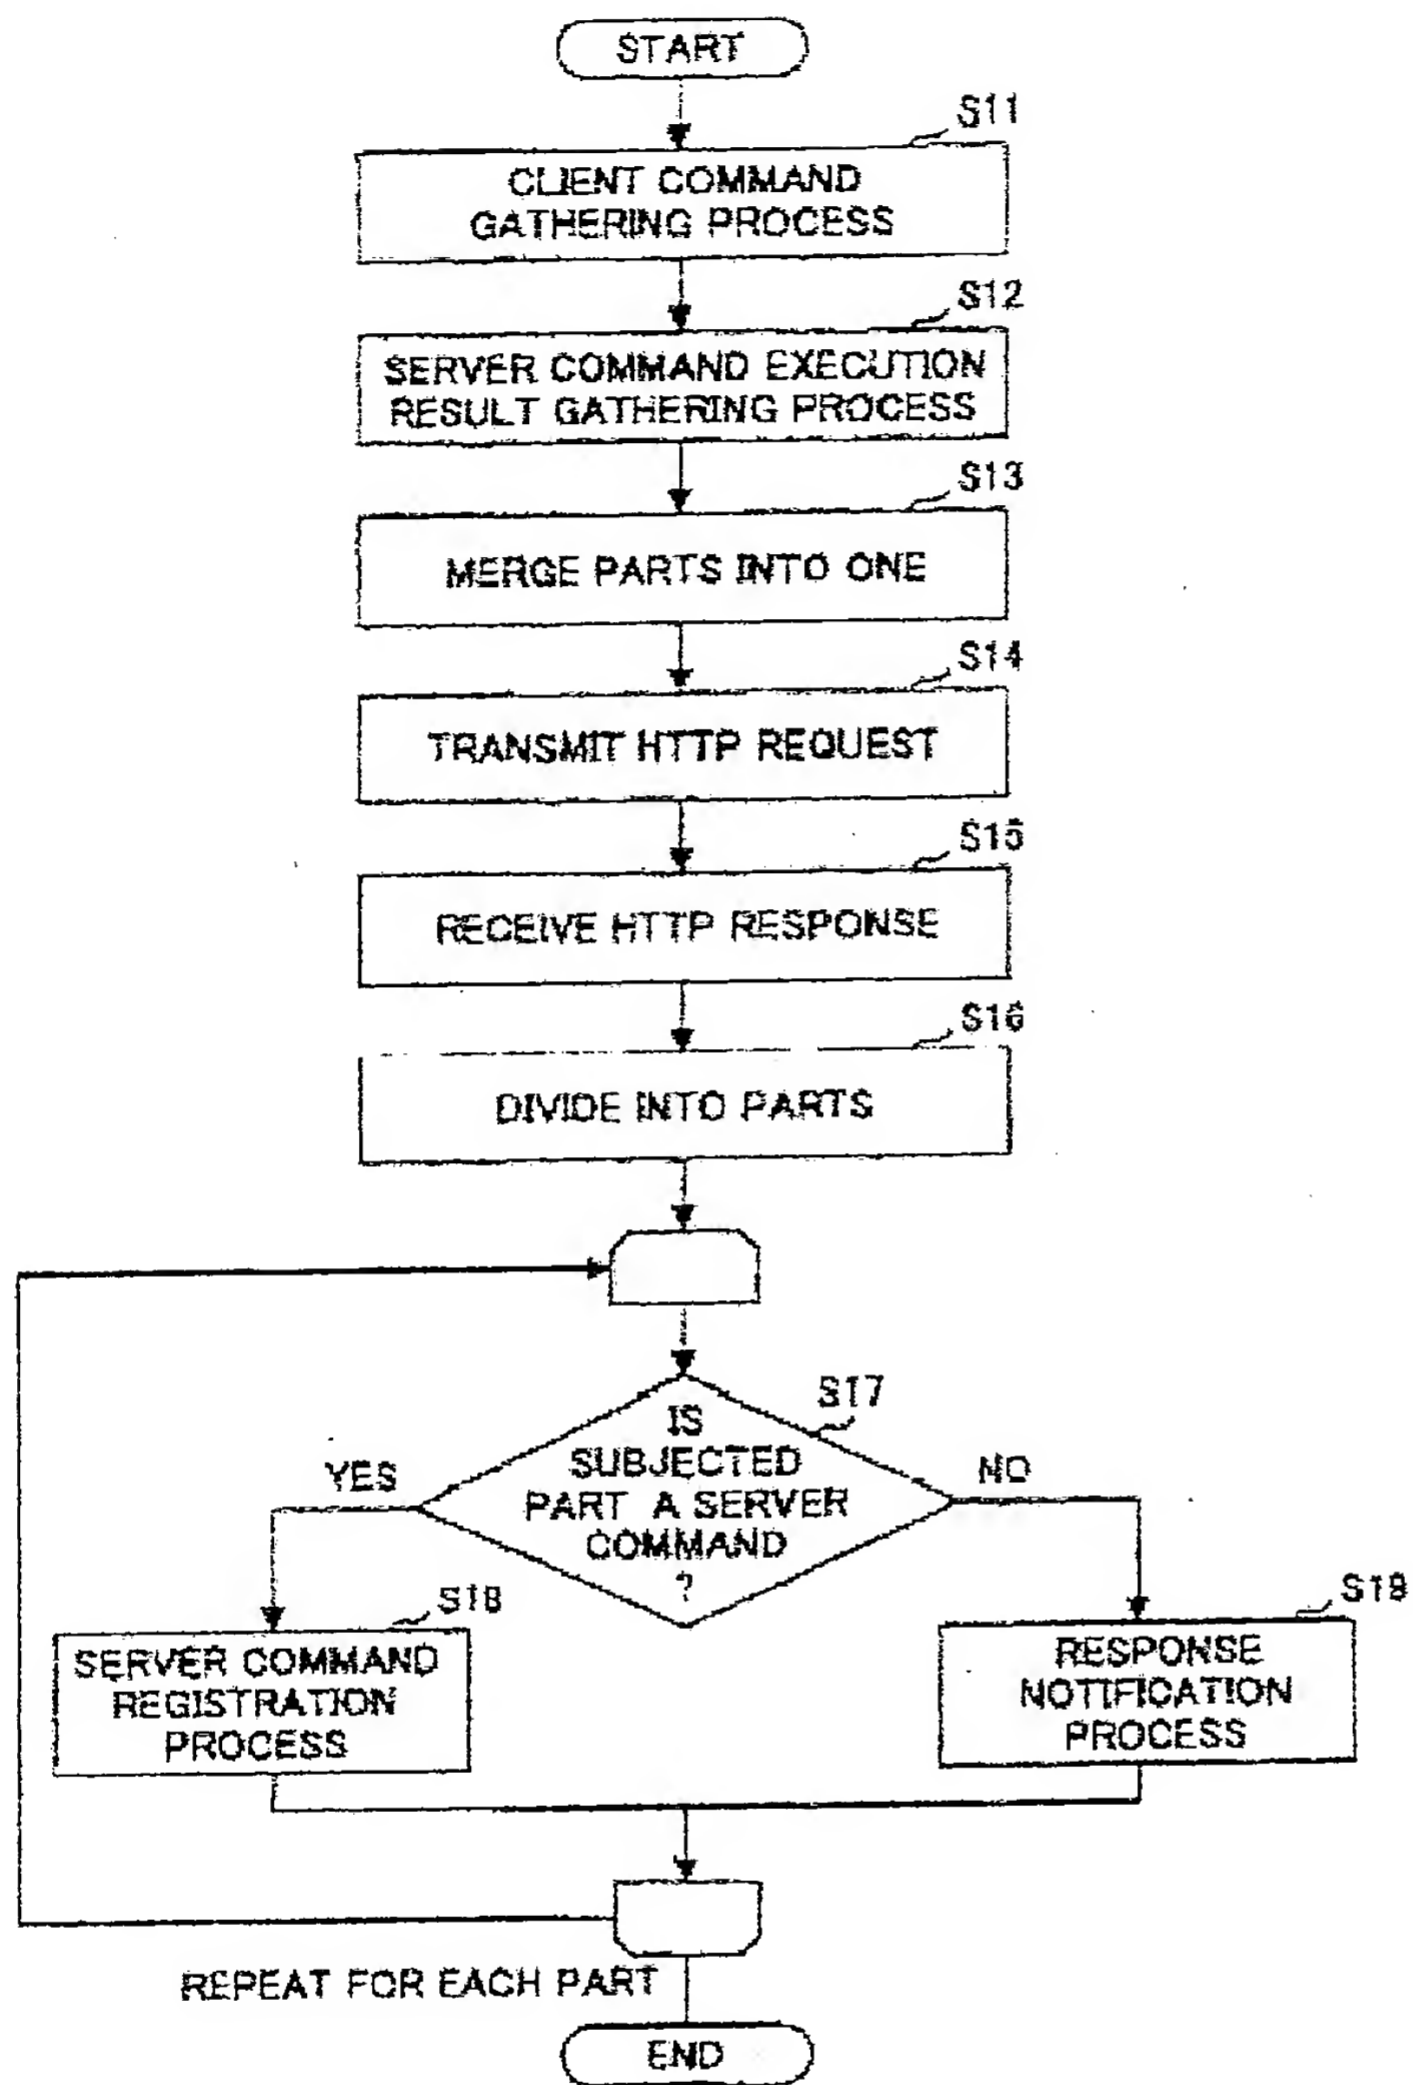 START
S11
CLIENT COMMAND
GATHERING PROCESS
S12
SERVER COMMAND EXECUTION
RESULT GATHERING PROCESS
S13
MERGE PARTS INTO ONE
S14
TRANSMIT HTTP REQUEST
S15
RECEIVE HTTP RESPONSE
S16
DIVIDE INTO PARTS
S17
IS
SUBJECTED
PART A SERVER
COMMAND
?
YES
NO
S18
SERVER COMMAND
REGISTRATION
PROCESS
S19
RESPONSE
NOTIFICATION
PROCESS
REPEAT FOR EACH PART
END